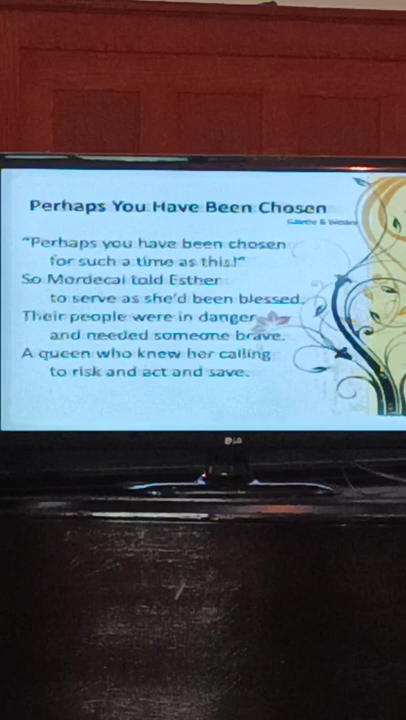 Perhaps You Have Been Chosen
"Perhaps you have been chosen
for such a time as this!"
So Mordecai told Esther
to serve as she'd been blessed.
Their people were in danger
and needed someone brave.
A queen who knew her calling
to risk and act and save.
LG